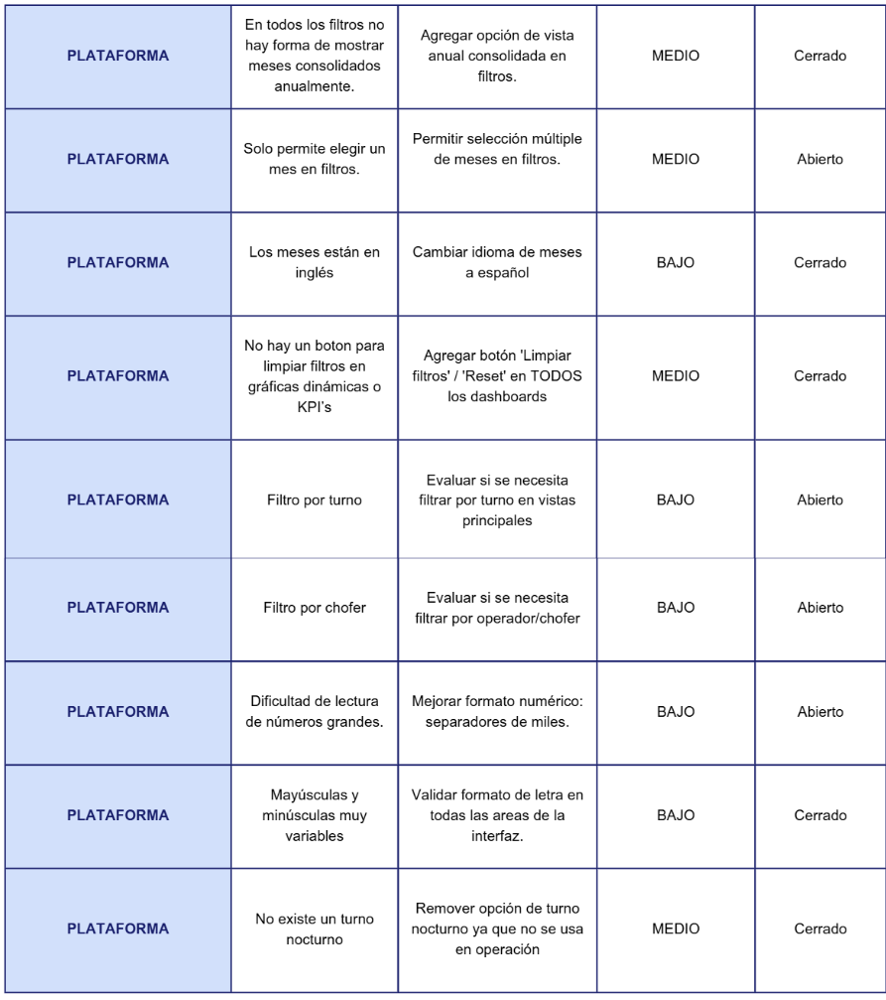 PLATAFORMA
En todos los filtros no
hay forma de mostrar
meses consolidados
anualmente.
Agregar opción de vista
anual consolidada en
filtros.
MEDIO
Cerrado
PLATAFORMA
Solo permite elegir un
mes en filtros.
Permitir selección múltiple
de meses en filtros.
MEDIO
Abierto
PLATAFORMA
Los meses están en
inglés
Cambiar idioma de meses
a español
BAJO
Cerrado
PLATAFORMA
No hay un boton para
limpiar filtros en
gráficas dinámicas o
KPI's
Agregar botón 'Limpiar
filtros' / 'Reset' en TODOS
los dashboards
MEDIO
Cerrado
PLATAFORMA
Filtro por turno
Evaluar si se necesita
filtrar por turno en vistas
principales
BAJO
Abierto
PLATAFORMA
Filtro por chofer
Evaluar si se necesita
filtrar por operador/chofer
BAJO
Abierto
PLATAFORMA
Dificultad de lectura
de números grandes.
Mejorar formato numérico:
separadores de miles.
BAJO
Abierto
PLATAFORMA
Mayúsculas y
minúsculas muy
variables
Validar formato de letra en
todas las areas de la
interfaz.
BAJO
Cerrado
PLATAFORMA
No existe un turno
nocturno
Remover opción de turno
nocturno ya que no se usa
en operación
MEDIO
Cerrado